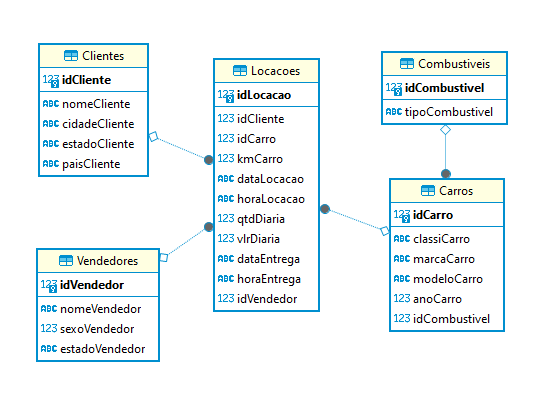 Clientes
123 idCliente
ABC nomeCliente
ABC cidadeCliente
ABC estadoCliente
ABC paisCliente
Locacoes
123 idLocacao
123 idCliente
123 idCarro
123 kmCarro
ABC dataLocacao
ABC horaLocacao
123 qtdDiaria
123 vlrDiaria
ABC dataEntrega
ABC horaEntrega
123 idVendedor
Combustiveis
123 idCombustivel
ABC tipoCombustivel
Vendedores
123 idVendedor
ABC nomeVendedor
123 sexoVendedor
ABC estadoVendedor
Carros
123 idCarro
ABC classiCarro
ABC marcaCarro
ABC modeloCarro
123 anoCarro
123 idCombustivel